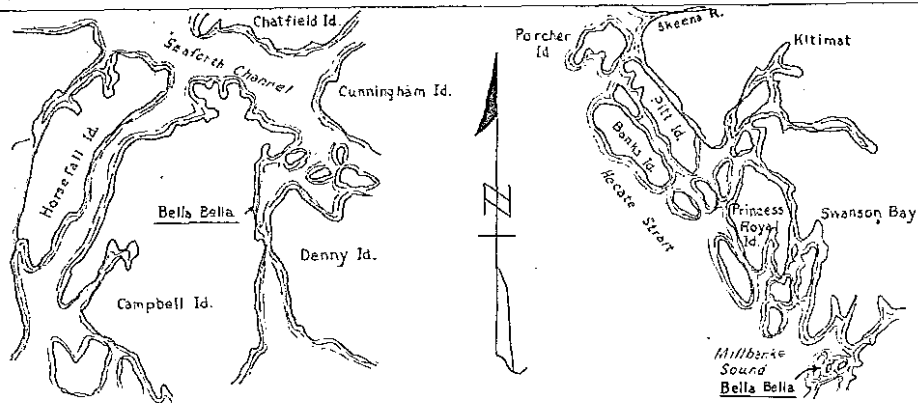 Chatfield Id.
Seaforth Channel
Cunningham Id.
Horsefall Id.
Bella Bella
Denny Id.
Campbell Id.
N
Porcher
Id
Skeena R.
Kitimat
Pitt Id.
Banks Id.
Hecate Strait
Princess
Royal
Id.
Swanson Bay
Millbanke
Sound
Bella Bella